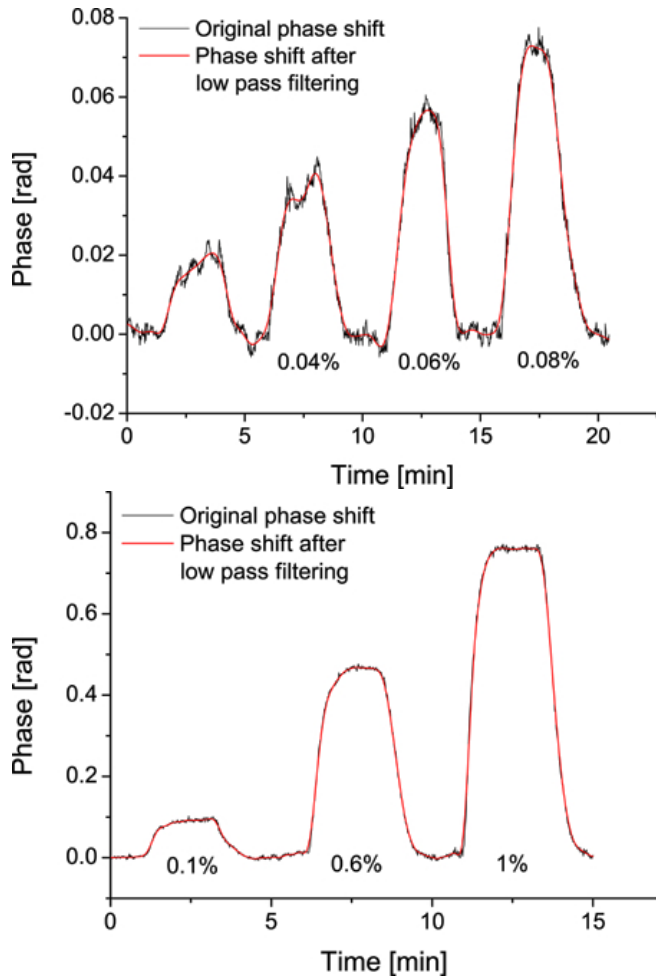 0.08
Original phase shift
Phase shift after
low pass filtering
0.06
0.04
Phase [rad]
0.02
0.00
0.04%
0.06%
0.08%
-0.02
0
5
10
15
20
Time [min]
0.8
Original phase shift
Phase shift after
low pass filtering
0.6
0.4
Phase [rad]
0.2
0.0
0.1%
0.6%
1%
0
5
10
15
Time [min]